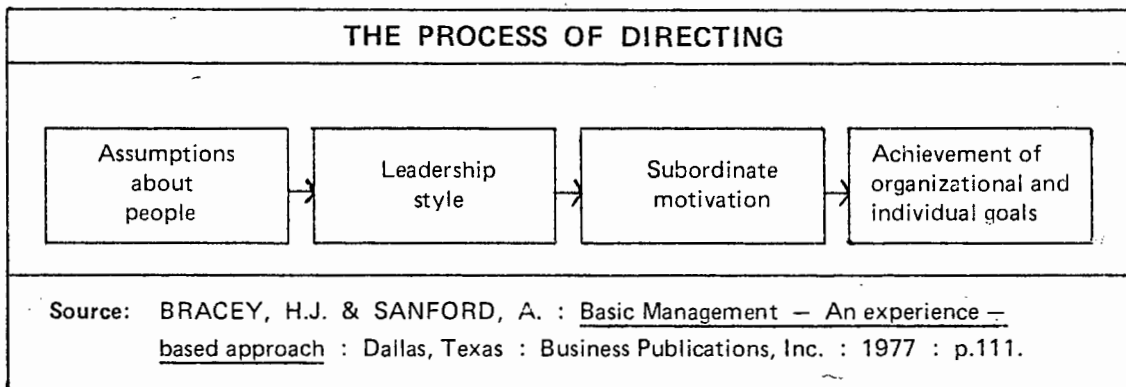 THE PROCESS OF DIRECTING
Assumptions
about
people
Leadership
style
Subordinate
motivation
Achievement of
organizational and
individual goals
Source: BRACEY, H.J. & SANFORD, A. : Basic Management — An experience —
based approach : Dallas, Texas : Business Publications, Inc. : 1977 : p.111.